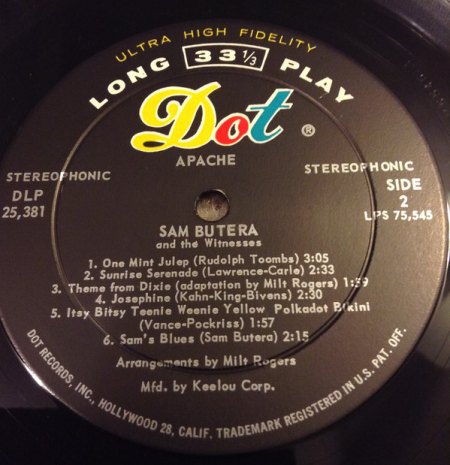 ULTRA HIGH FIDELITY
LONG 33 1/3 PLAY
Dot ®
APACHE
STEREOPHONIC
DLP
25,381
STEREOPHONIC
SIDE
2
LPS 75,545
SAM BUTERA
and the Witnesses
1. One Mint Julep (Rudolph Toombs) 3:05
2. Sunrise Serenade (Lawrence-Carle) 2:33
3. Theme from Dixie (adaptation by Milt Rogers) 1:59
4. Josephine (Kahn-King-Bivens) 2:30
5. Itsy Bitsy Teenie Weenie Yellow Polkadot Bikini
(Vance-Pockriss) 1:57
6. Sam's Blues (Sam Butera) 2:15
Arrangements by Milt Rogers
Mfd. by Keelou Corp.
DOT RECORDS, INC., HOLLYWOOD 28, CALIF. TRADEMARK REGISTERED IN U.S. PAT. OFF.